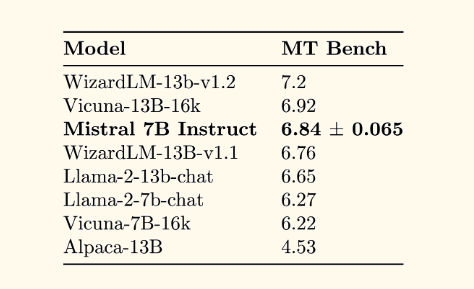 Model MT Bench
WizardLM-13b-v1.2 7.2
Vicuna-13B-16k 6.92
Mistral 7B Instruct 6.84 ± 0.065
WizardLM-13B-v1.1 6.76
Llama-2-13b-chat 6.65
Llama-2-7b-chat 6.27
Vicuna-7B-16k 6.22
Alpaca-13B 4.53